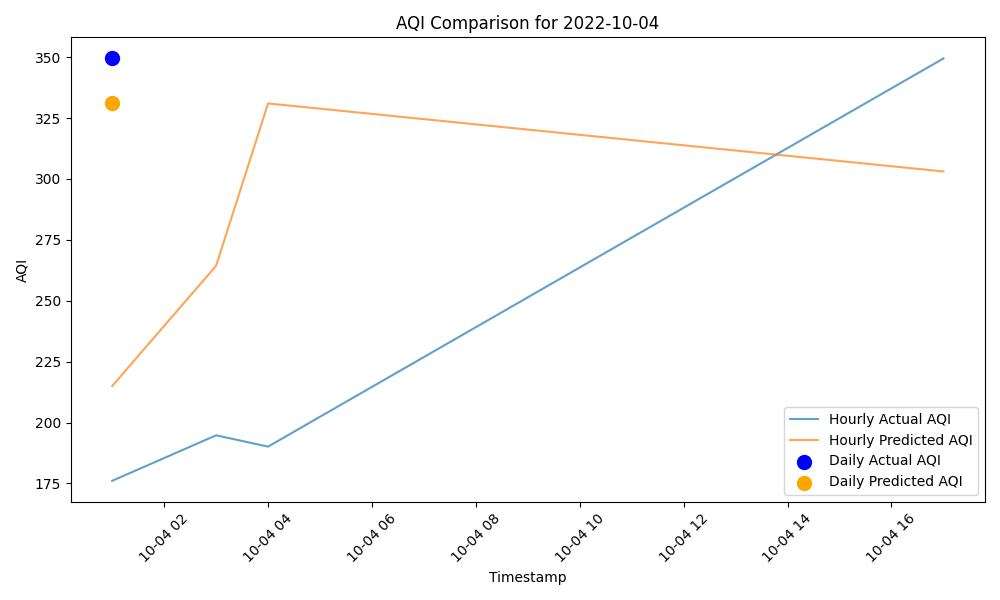 AQI Comparison for 2022-10-04
350
325
300
275
250
225
200
175
AQI
10-04 02
10-04 04
10-04 06
10-04 08
10-04 10
10-04 12
10-04 14
10-04 16
Timestamp
Hourly Actual AQI
Hourly Predicted AQI
Daily Actual AQI
Daily Predicted AQI